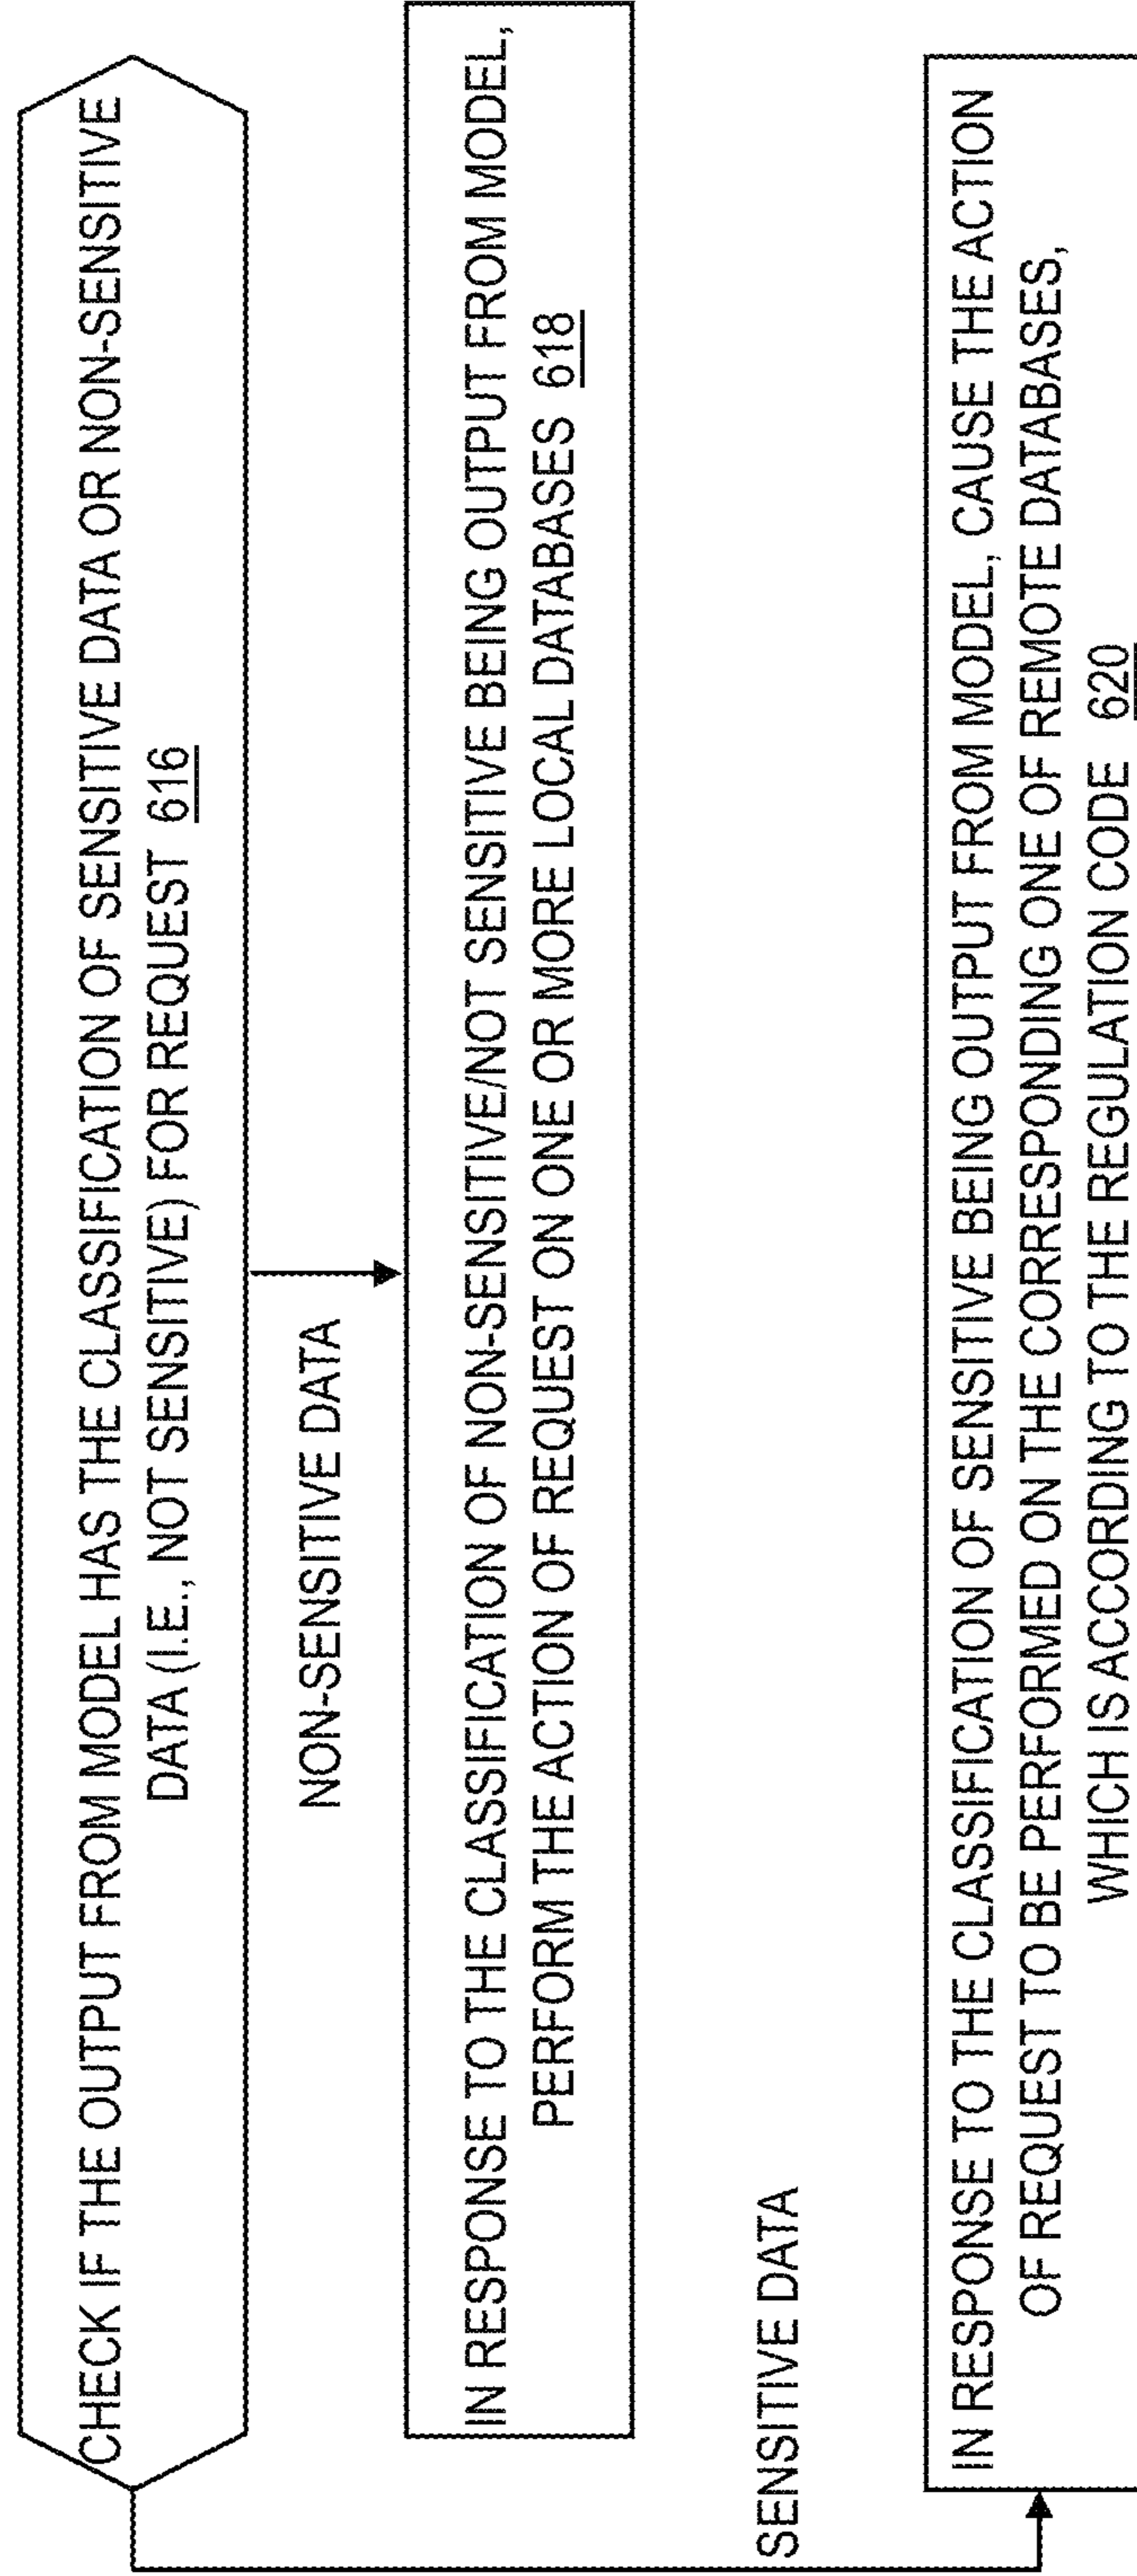 CHECK IF THE OUTPUT FROM MODEL HAS THE CLASSIFICATION OF SENSITIVE DATA OR NON-SENSITIVE
DATA (I.E., NOT SENSITIVE) FOR REQUEST 616
NON-SENSITIVE DATA
IN RESPONSE TO THE CLASSIFICATION OF NON-SENSITIVE/NOT SENSITIVE BEING OUTPUT FROM MODEL,
PERFORM THE ACTION OF REQUEST ON ONE OR MORE LOCAL DATABASES 618
SENSITIVE DATA
IN RESPONSE TO THE CLASSIFICATION OF SENSITIVE BEING OUTPUT FROM MODEL, CAUSE THE ACTION
OF REQUEST TO BE PERFORMED ON THE CORRESPONDING ONE OF REMOTE DATABASES,
WHICH IS ACCORDING TO THE REGULATION CODE 620